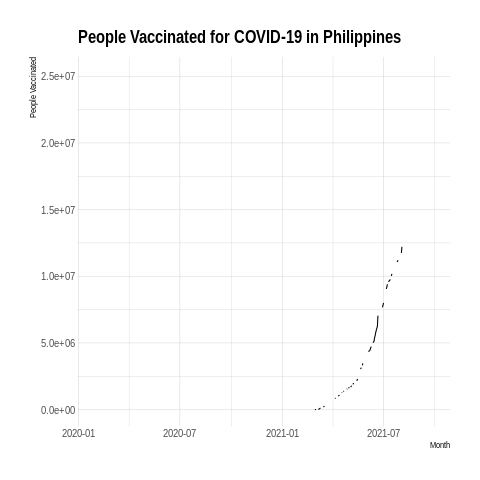 People Vaccinated for COVID-19 in Philippines
People Vaccinated
2.5e+07
2.0e+07
1.5e+07
1.0e+07
5.0e+06
0.0e+00
2020-01 2020-07 2021-01 2021-07
Month